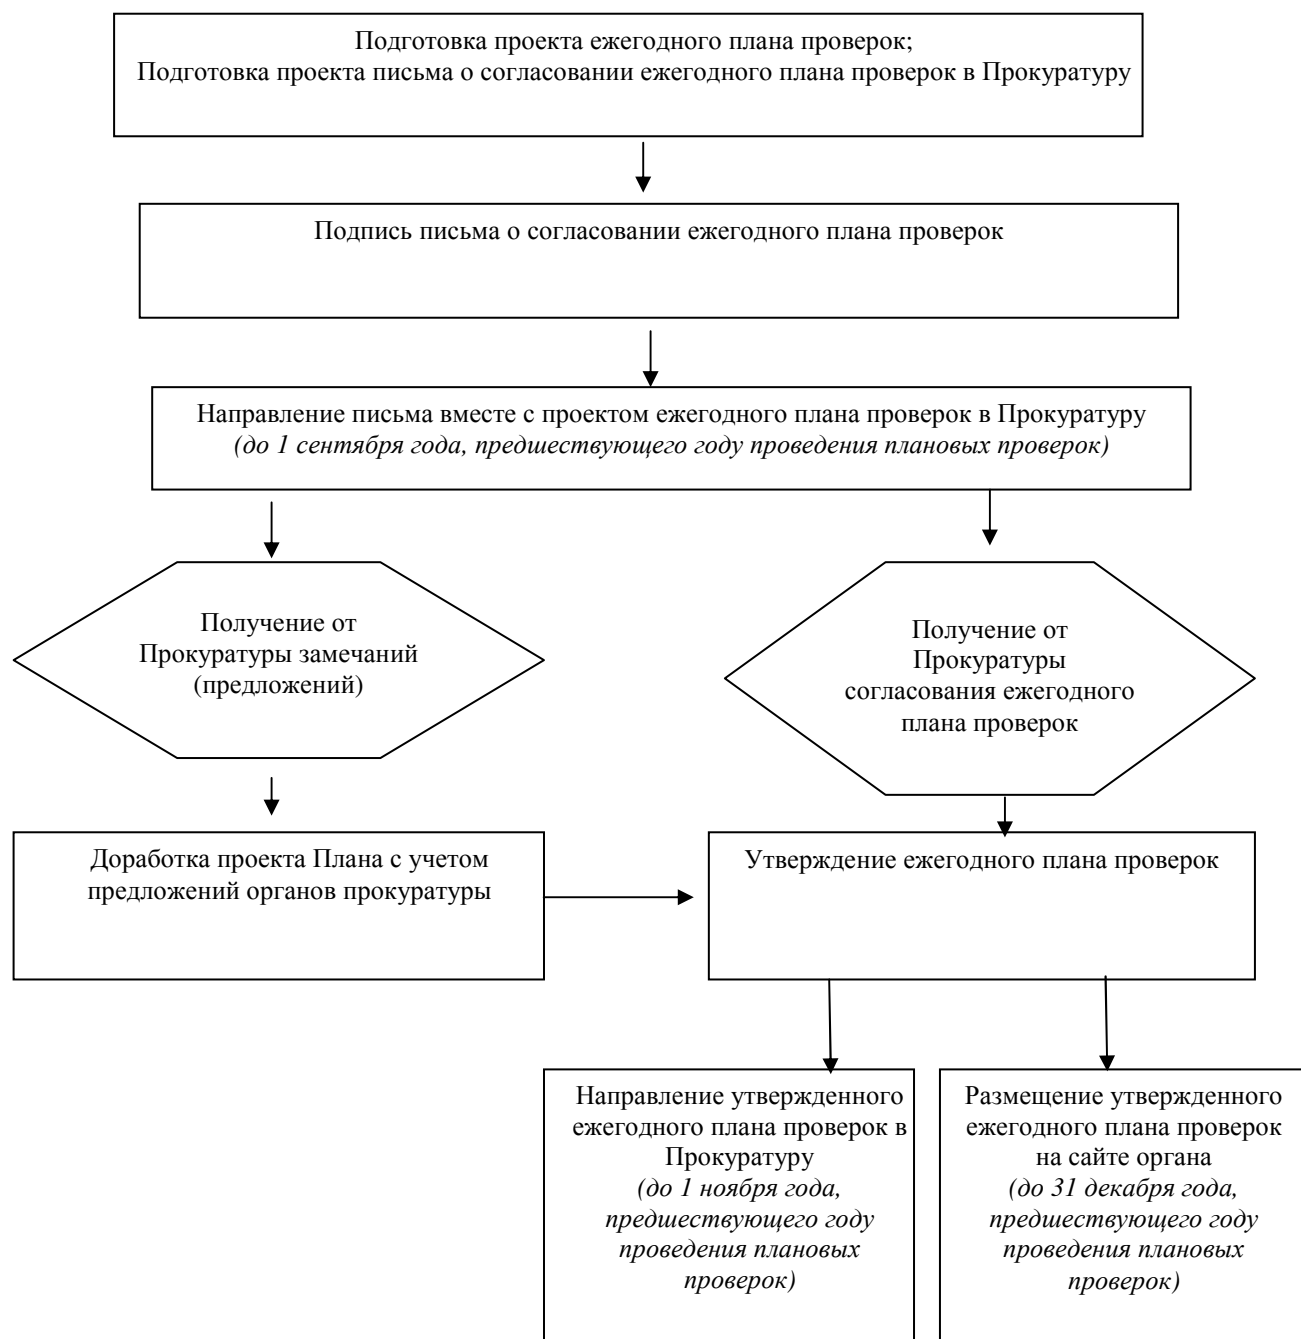 Подготовка проекта ежегодного плана проверок;
Подготовка проекта письма о согласовании ежегодного плана проверок в Прокуратуру
Подпись письма о согласовании ежегодного плана проверок
Направление письма вместе с проектом ежегодного плана проверок в Прокуратуру
(до 1 сентября года, предшествующего году проведения плановых проверок)
Получение от
Прокуратуры замечаний
(предложений)
Получение от
Прокуратуры
согласования ежегодного
плана проверок
Доработка проекта Плана с учетом
предложений органов прокуратуры
Утверждение ежегодного плана проверок
Направление утвержденного
ежегодного плана проверок в
Прокуратуру
(до 1 ноября года,
предшествующего году
проведения плановых
проверок)
Размещение утвержденного
ежегодного плана проверок
на сайте органа
(до 31 декабря года,
предшествующего году
проведения плановых
проверок)